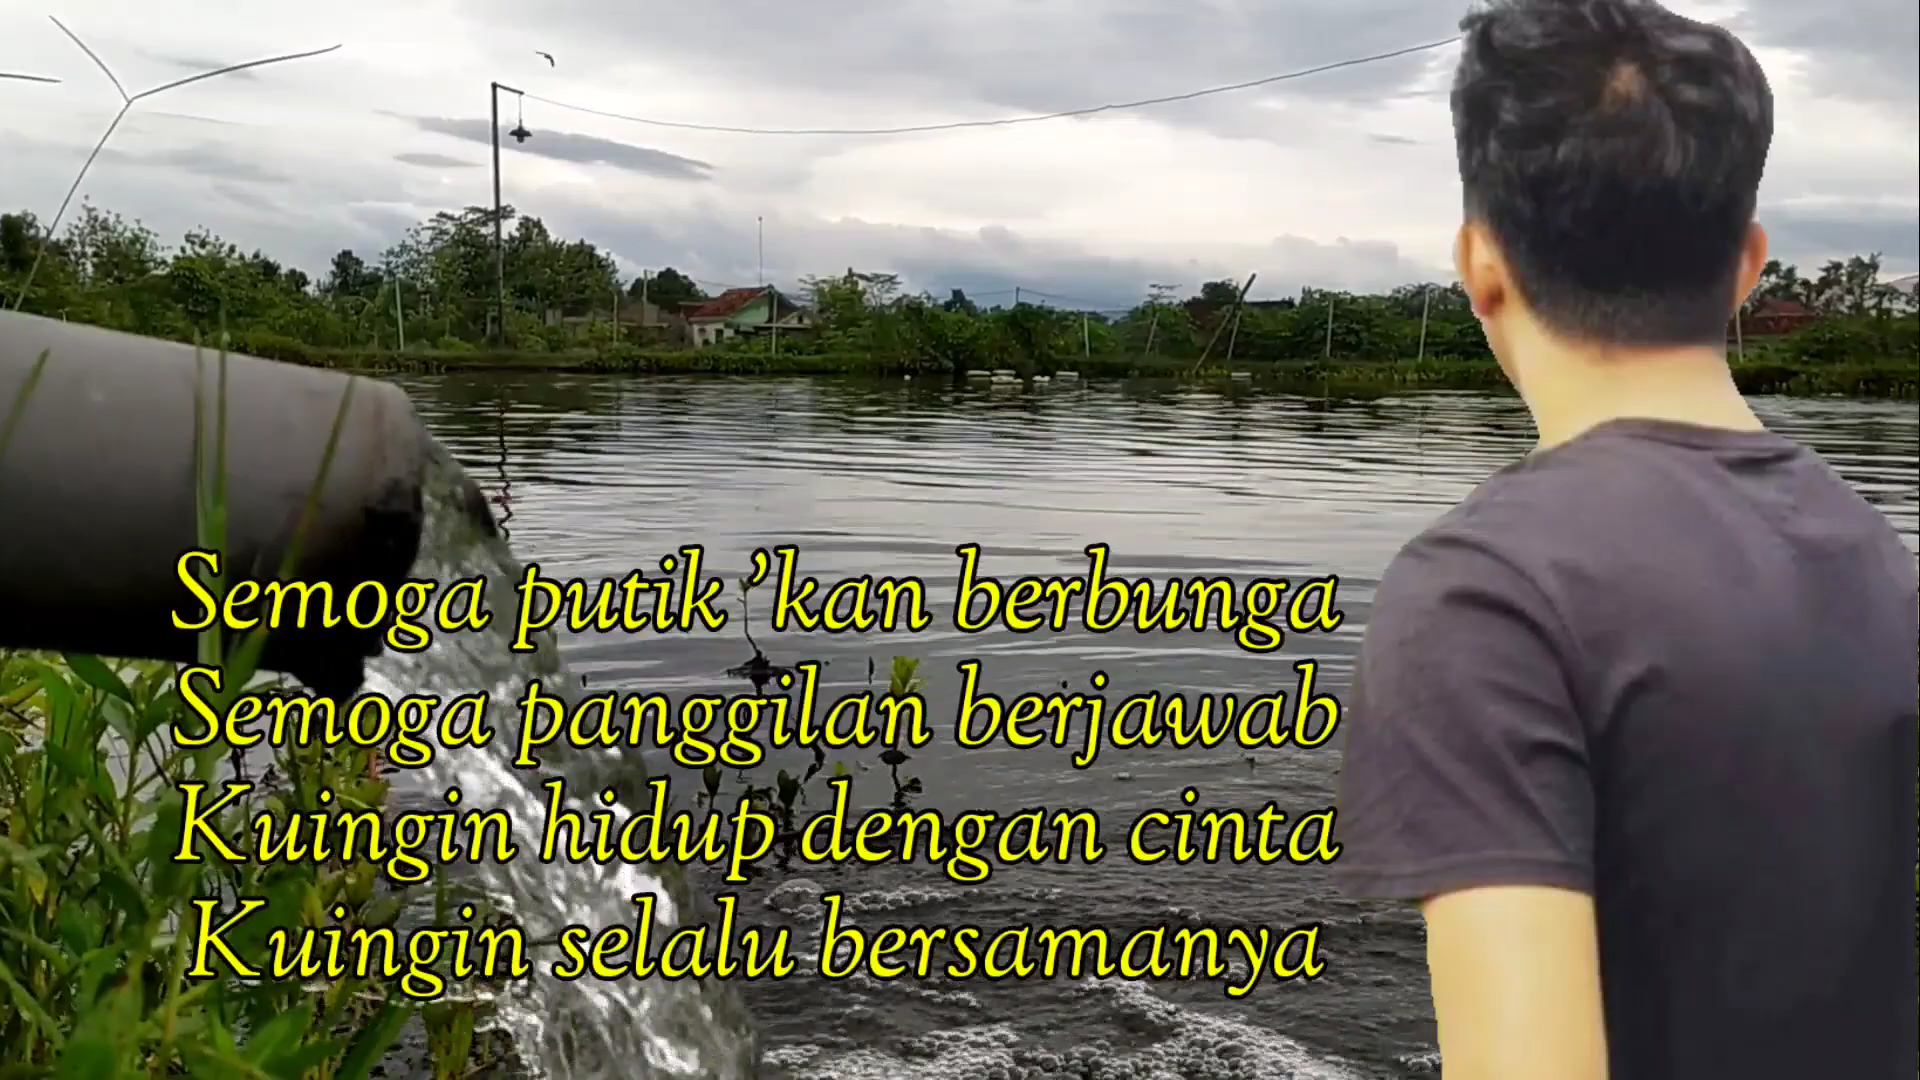 Semoga putik ’kan berbunga
Semoga panggilan berjawab
Kuingin hidup dengan cinta
Kuingin selalu bersamanya